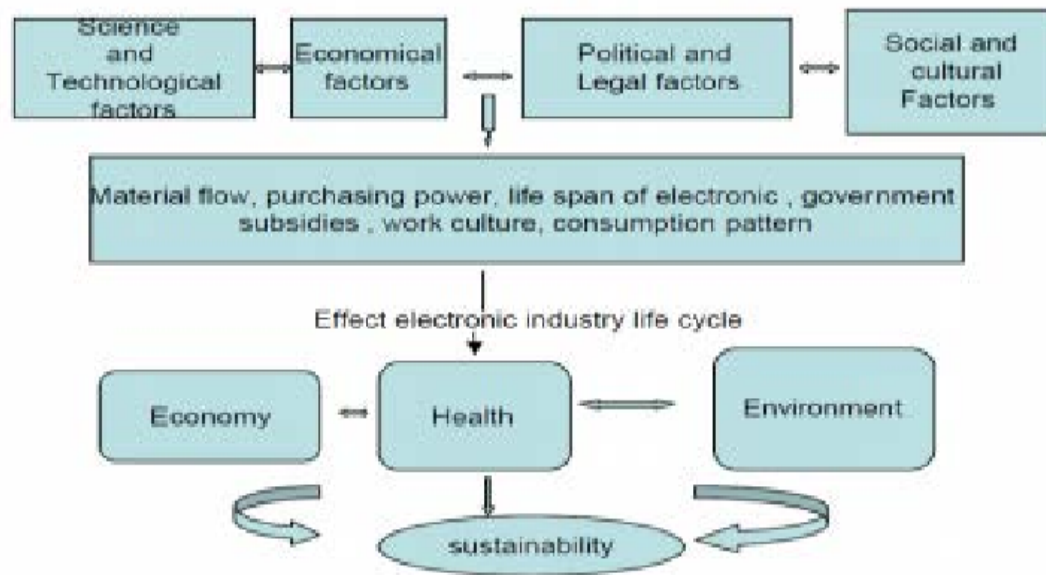 Science
and
Technological
factors
Economical
factors
Political and
Legal factors
Social and
cultural
Factors
Material flow, purchasing power, life span of electronic , government
subsidies , work culture, consumption pattern
Effect electronic industry life cycle
Economy
Health
Environment
sustainability